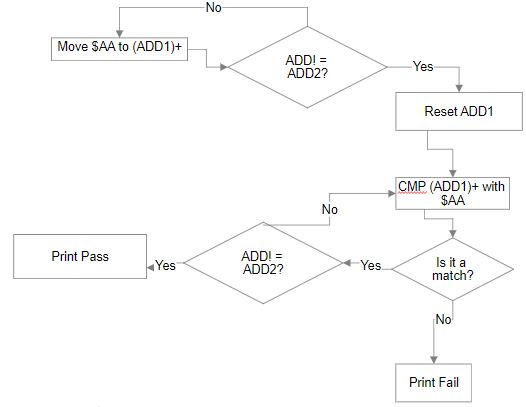 No
Move $AA to (ADD1)+
ADD! =
ADD2?
Yes
Reset ADD1
CMP (ADD1)+ with
$AA
No
Print Pass
Yes
ADD! =
ADD2?
Yes
Is it a
match?
No
Print Fail